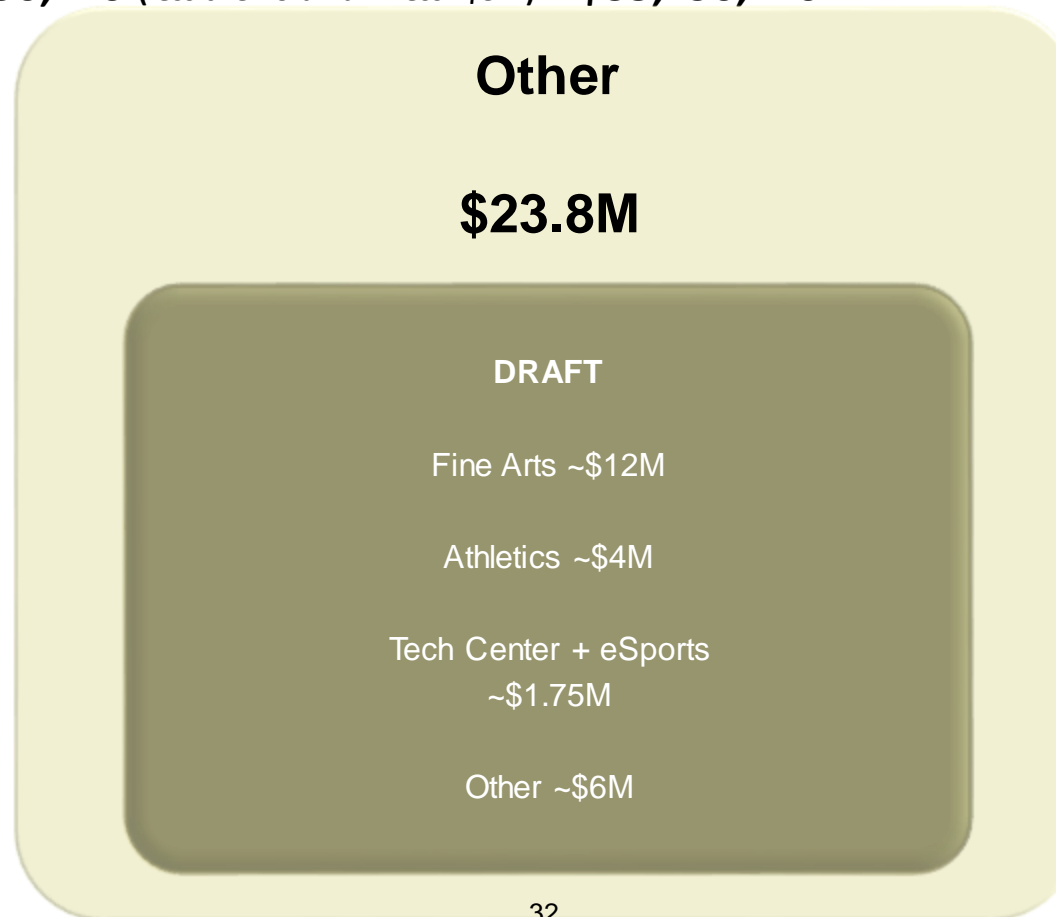 Other
$23.8M
DRAFT
Fine Arts ~$12M
Athletics ~$4M
Tech Center + eSports
~$1.75M
Other ~$6M
32